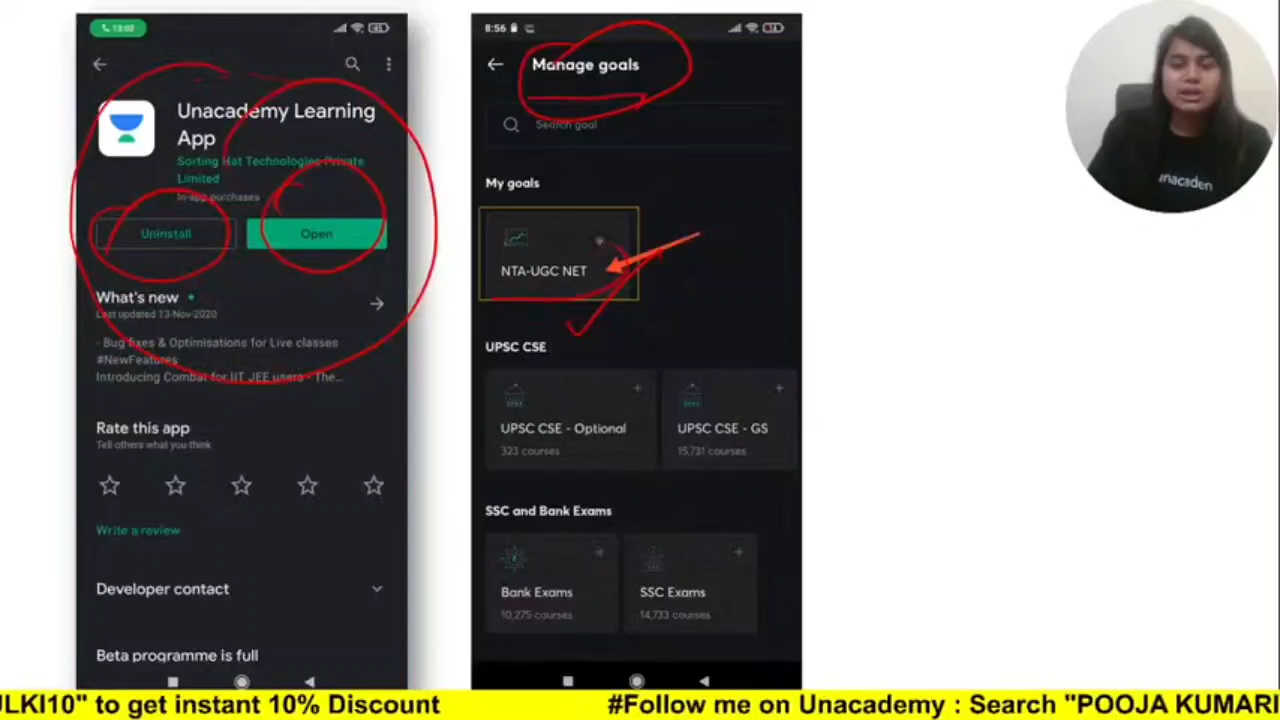 13:02
Unacademy Learning
App
Sorting Hat Technologies Private
Limited
In-app purchases
Uninstall
Open
What's new
Last updated 13-Nov-2020
- Bug fixes & Optimisations for Live classes
#NewFeatures
Introducing Combat for IIT JEE users - The...
Rate this app
Tell others what you think
Write a review
Developer contact
Beta programme is full
8:56
Manage goals
Search goal
My goals
NTA-UGC NET
UPSC CSE
UPSC CSE - Optional
323 courses
UPSC CSE - GS
15,731 courses
SSC and Bank Exams
Bank Exams
10,275 courses
SSC Exams
14,733 courses
unacaden
ULKI10" to get instant 10% Discount
#Follow me on Unacademy : Search "POOJA KUMARI